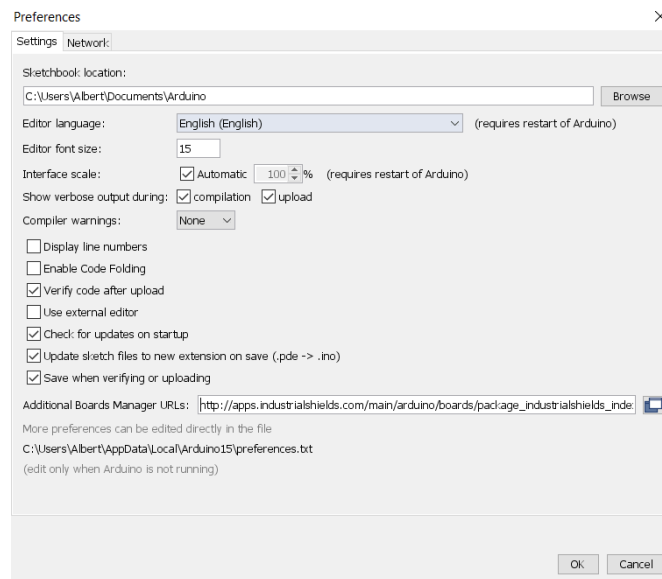 Preferences
Settings Network
Sketchbook location:
C:\Users\Albert\Documents\Arduino Browse
Editor language: English (English) (requires restart of Arduino)
Editor font size: 15
Interface scale: Automatic 100 % (requires restart of Arduino)
Show verbose output during: compilation upload
Compiler warnings: None
Display line numbers
Enable Code Folding
Verify code after upload
Use external editor
Check for updates on startup
Update sketch files to new extension on save (.pde -> .ino)
Save when verifying or uploading
Additional Boards Manager URLs: http://apps.industrialshields.com/main/arduino/boards/package_industrialshields_inde
More preferences can be edited directly in the file
C:\Users\Albert\AppData\Local\Arduino15\preferences.txt
(edit only when Arduino is not running)
OK Cancel